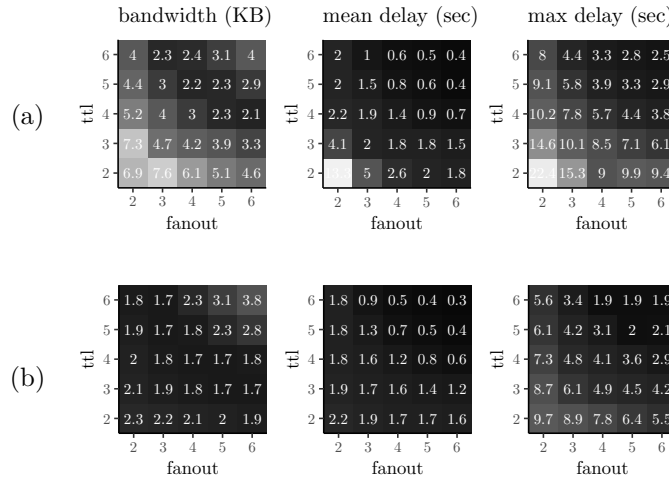 bandwidth (KB) mean delay (sec) max delay (sec)
(a)
ttl
6 4 2.3 2.4 3.1 4
5 4.4 3 2.2 2.3 2.9
4 5.2 4 3 2.3 2.1
3 7.3 4.7 4.2 3.9 3.3
2 6.9 7.6 6.1 5.1 4.6
2 3 4 5 6
fanout
ttl
6 2 1 0.6 0.5 0.4
5 2 1.5 0.8 0.6 0.4
4 2.2 1.9 1.4 0.9 0.7
3 4.1 2 1.8 1.8 1.5
2 5 2.6 2 1.8
2 3 4 5 6
fanout
ttl
6 8 4.4 3.3 2.8 2.5
5 9.1 5.8 3.9 3.3 2.9
4 10.2 7.8 5.7 4.4 3.8
3 14.6 10.1 8.5 7.1 6.1
2 22.4 15.3 9 9.9 9.4
2 3 4 5 6
fanout
(b)
ttl
6 1.8 1.7 2.3 3.1 3.8
5 1.9 1.7 1.8 2.3 2.8
4 2 1.8 1.7 1.7 1.8
3 2.1 1.9 1.8 1.7 1.7
2 2.3 2.2 2.1 2 1.9
2 3 4 5 6
fanout
ttl
6 1.8 0.9 0.5 0.4 0.3
5 1.8 1.3 0.7 0.5 0.4
4 1.8 1.6 1.2 0.8 0.6
3 1.9 1.7 1.6 1.4 1.2
2 2.2 1.9 1.7 1.7 1.6
2 3 4 5 6
fanout
ttl
6 5.6 3.4 1.9 1.9 1.9
5 6.1 4.2 3.1 2 2.1
4 7.3 4.8 4.1 3.6 2.9
3 8.7 6.1 4.9 4.5 4.2
2 9.7 8.9 7.8 6.4 5.5
2 3 4 5 6
fanout